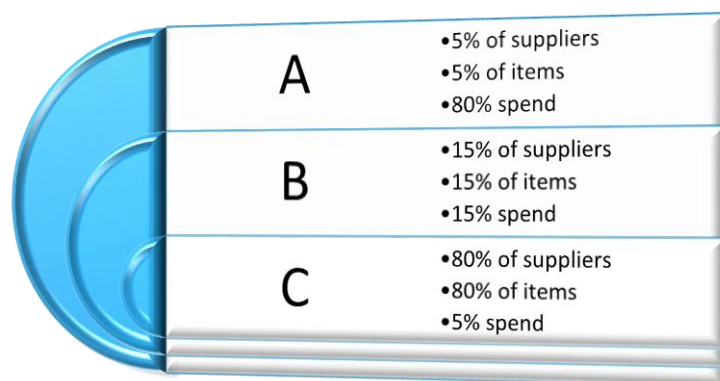 A
•5% of suppliers
•5% of items
•80% spend
B
•15% of suppliers
•15% of items
•15% spend
C
•80% of suppliers
•80% of items
•5% spend